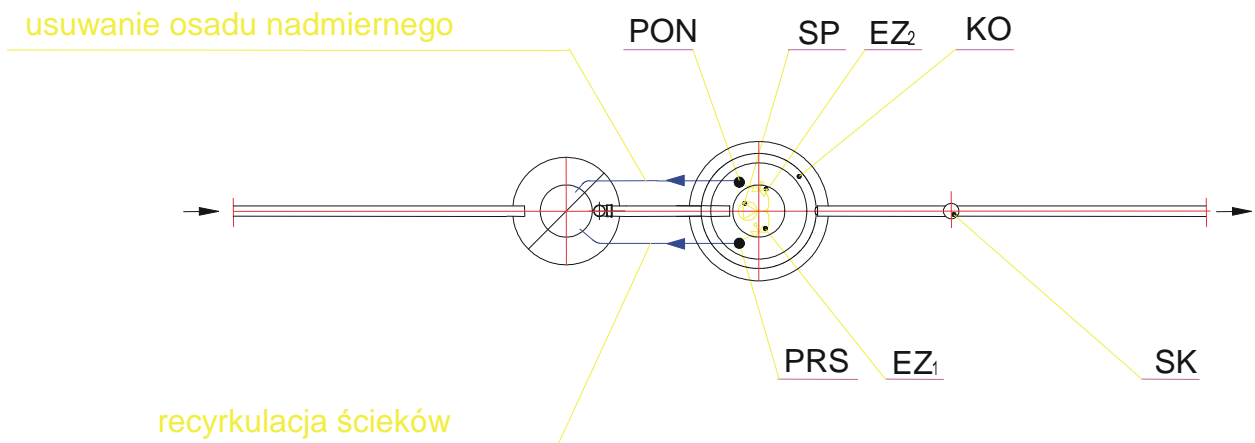 usuwanie osadu nadmiernego
PON
SP
EZ2
KO
PRS
EZ1
SK
recyrkulacja ścieków